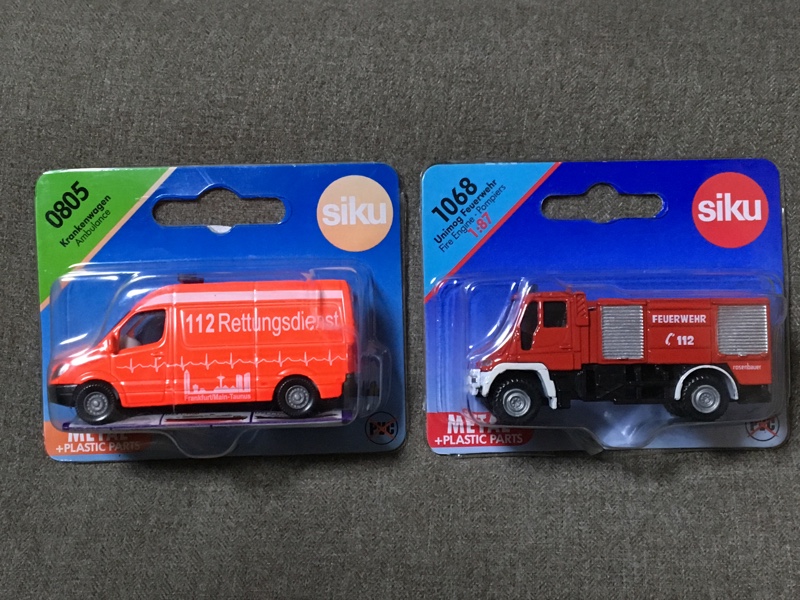 0805
Krankenwagen
Ambulance
siku
112 Rettungsdienst
Frankfurt/Main-Taunus
METAL
+PLASTIC PARTS
1068
Unimog Feuerwehr
Fire Engine · Pompiers
1:87
siku
FEUERWEHR
112
rosenbauer
METAL
+PLASTIC PARTS